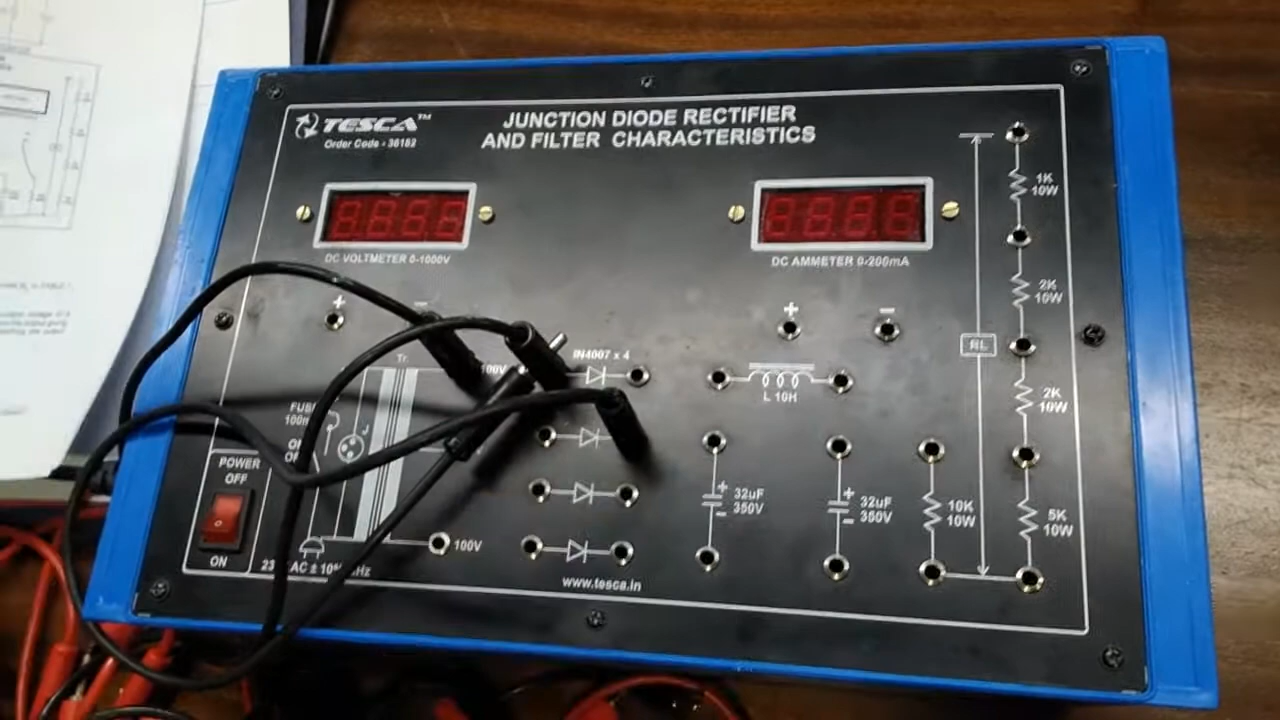 TESCA™
Order Code - 36182
JUNCTION DIODE RECTIFIER
AND FILTER CHARACTERISTICS
DC VOLTMETER 0-1000V
DC AMMETER 0-200mA
+
−
+
−
1K
10W
2K
10W
RL
2K
10W
5K
10W
Tr.
100V
IN4007 x 4
L 10H
J
POWER
OFF
ON
100V
+
32uF
350V
−
+
32uF
350V
−
10K
10W
www.tesca.in